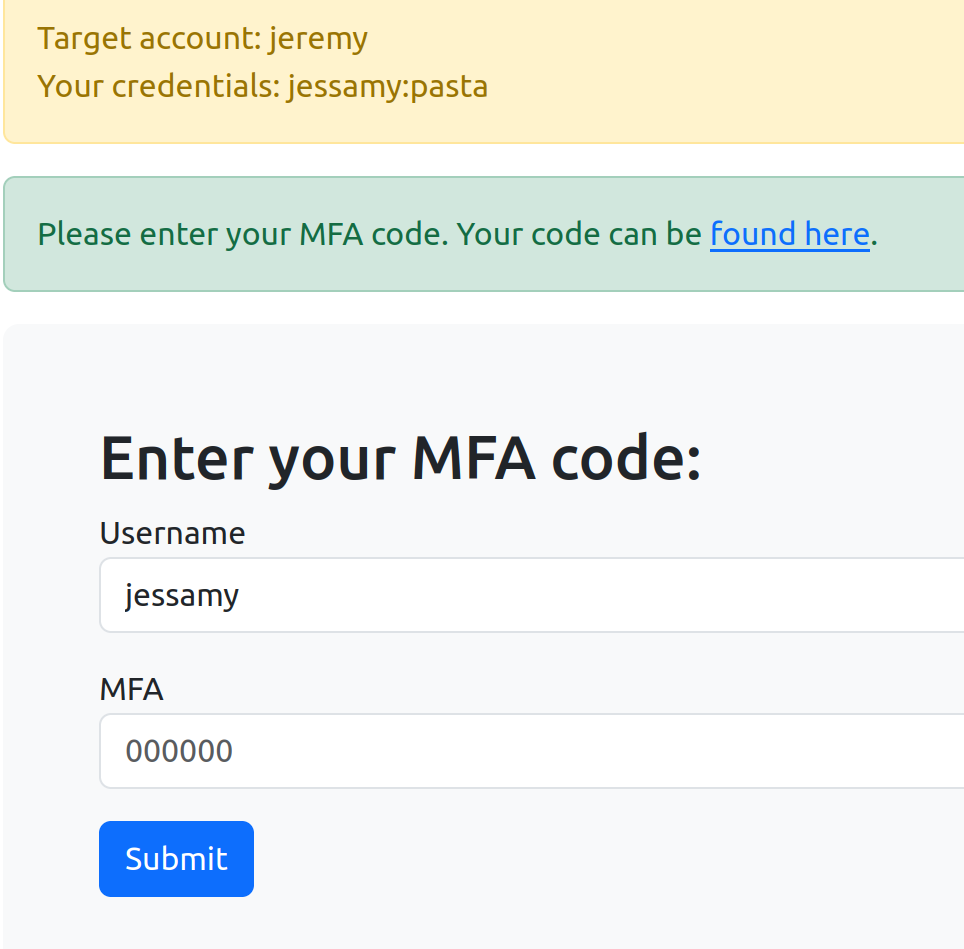 Target account: jeremy
Your credentials: jessamy:pasta
Please enter your MFA code. Your code can be found here.
Enter your MFA code:
Username
jessamy
MFA
000000
Submit